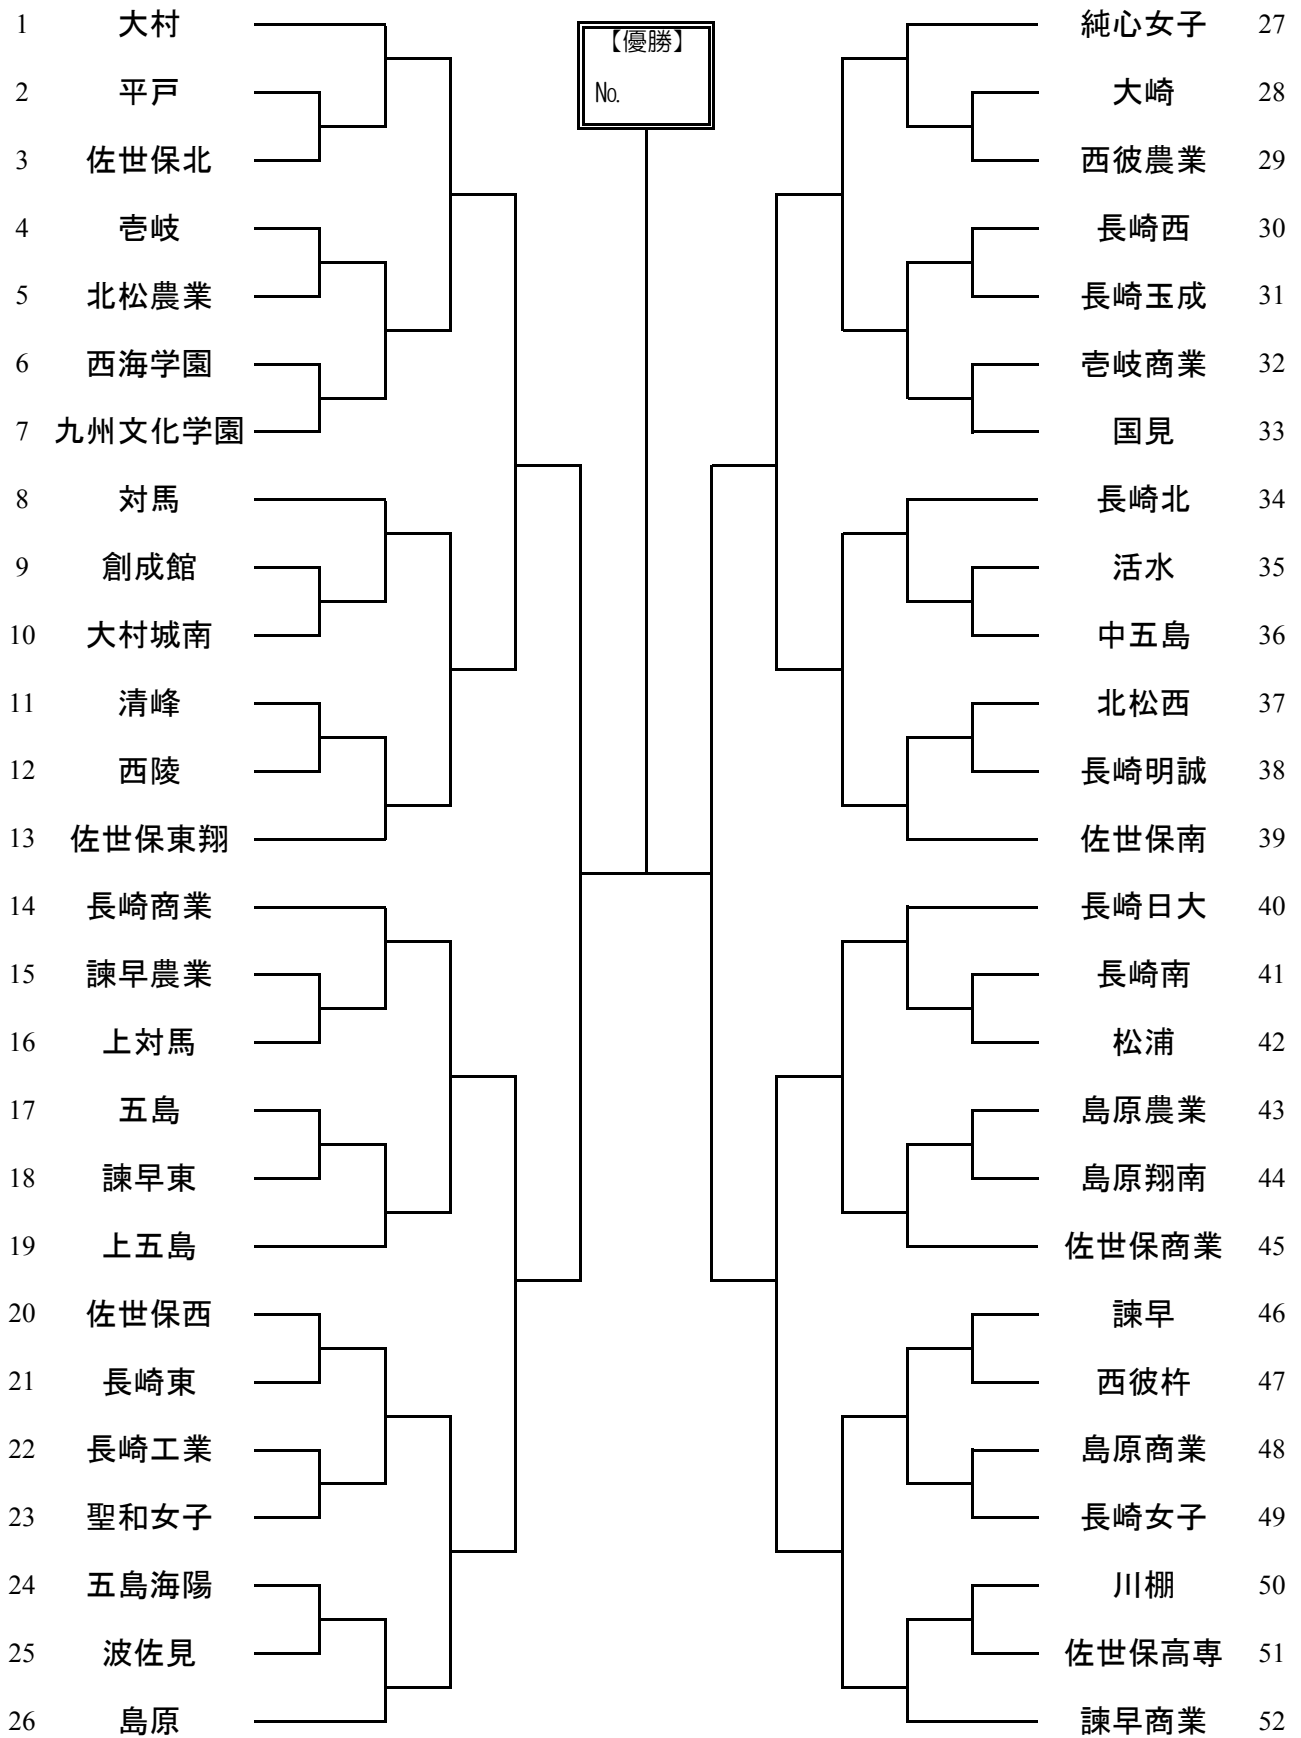 1 大村
2 平戸
3 佐世保北
4 壱岐
5 北松農業
6 西海学園
7 九州文化学園
8 対馬
9 創成館
10 大村城南
11 清峰
12 西陵
13 佐世保東翔
14 長崎商業
15 諫早農業
16 上対馬
17 五島
18 諫早東
19 上五島
20 佐世保西
21 長崎東
22 長崎工業
23 聖和女子
24 五島海陽
25 波佐見
26 島原
【優勝】
№
純心女子 27
大崎 28
西彼農業 29
長崎西 30
長崎玉成 31
壱岐商業 32
国見 33
長崎北 34
活水 35
中五島 36
北松西 37
長崎明誠 38
佐世保南 39
長崎日大 40
長崎南 41
松浦 42
島原農業 43
島原翔南 44
佐世保商業 45
諫早 46
西彼杵 47
島原商業 48
長崎女子 49
川棚 50
佐世保高専 51
諫早商業 52